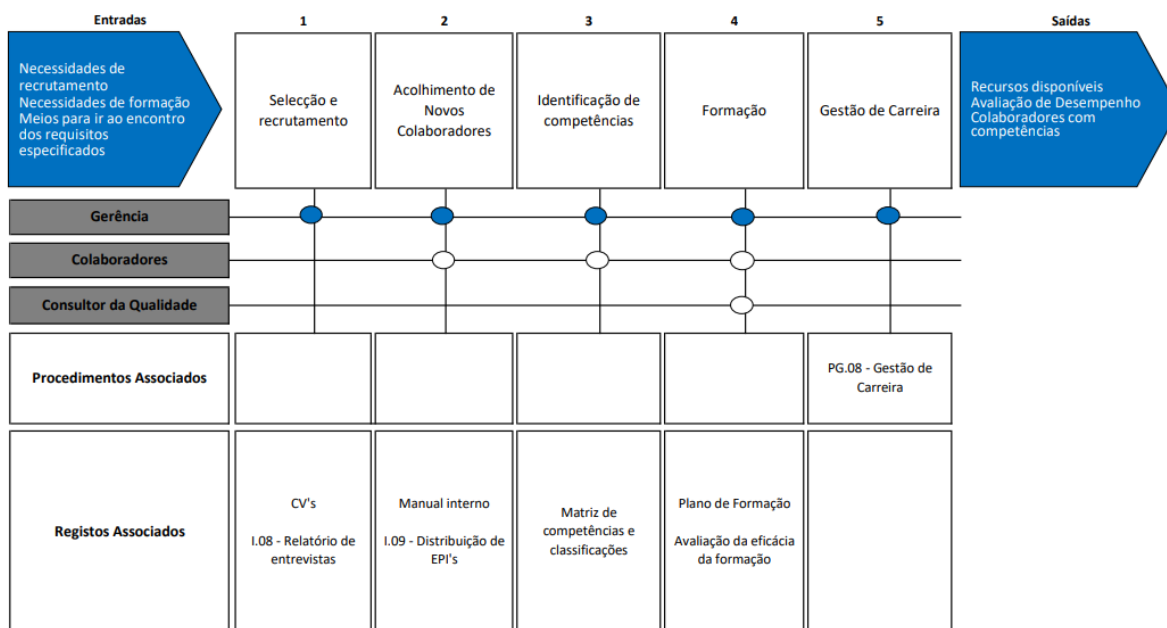 Entradas
1
2
3
4
5
Saídas
Necessidades de
recrutamento
Necessidades de formação
Meios para ir ao encontro
dos requisitos
especificados
Selecção e
recrutamento
Acolhimento de
Novos
Colaboradores
Identificação de
competências
Formação
Gestão de Carreira
Recursos disponíveis
Avaliação de Desempenho
Colaboradores com
competências
Gerência
Colaboradores
Consultor da Qualidade
Procedimentos Associados
PG.08 - Gestão de
Carreira
Registos Associados
CV's
I.08 - Relatório de
entrevistas
Manual interno
I.09 - Distribuição de
EPI's
Matriz de
competências e
classificações
Plano de Formação
Avaliação da eficácia
da formação